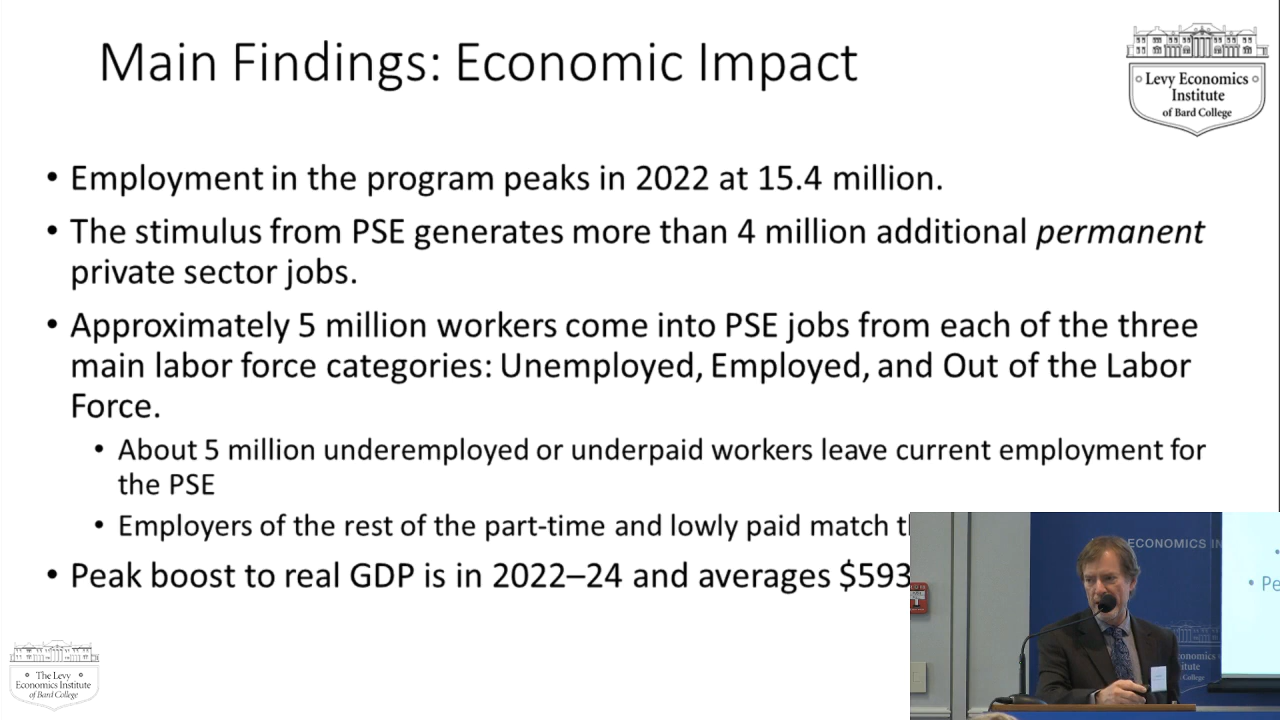 Main Findings: Economic Impact
Levy Economics
Institute
of Bard College
• Employment in the program peaks in 2022 at 15.4 million.
• The stimulus from PSE generates more than 4 million additional permanent
private sector jobs.
• Approximately 5 million workers come into PSE jobs from each of the three
main labor force categories: Unemployed, Employed, and Out of the Labor
Force.
• About 5 million underemployed or underpaid workers leave current employment for
the PSE
• Employers of the rest of the part-time and lowly paid match
• Peak boost to real GDP is in 2022–24 and averages $593
ECONOMICS
• Pe
The Levy
Economics Institute
of Bard College